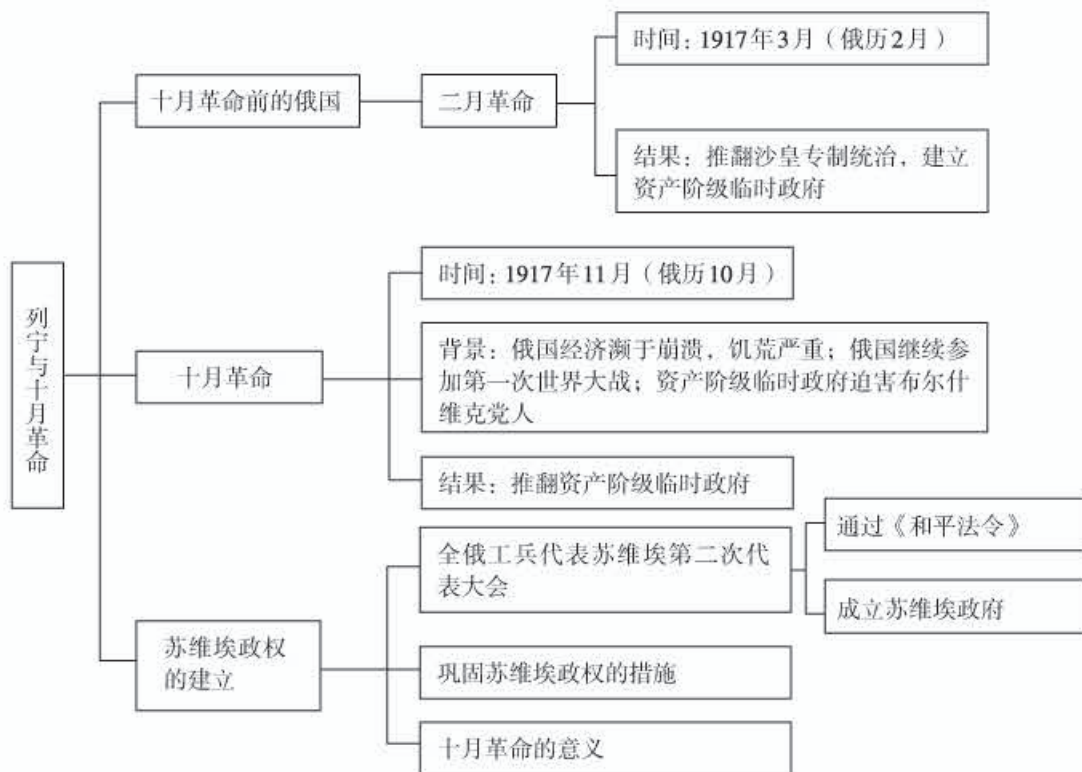 列宁与十月革命
十月革命前的俄国
二月革命
时间：1917年3月（俄历2月）
结果：推翻沙皇专制统治，建立
资产阶级临时政府
十月革命
时间：1917年11月（俄历10月）
背景：俄国经济濒于崩溃，饥荒严重；俄国继续参
加第一次世界大战；资产阶级临时政府迫害布尔什
维克党人
结果：推翻资产阶级临时政府
苏维埃政权
的建立
全俄工兵代表苏维埃第二次代
表大会
通过《和平法令》
成立苏维埃政府
巩固苏维埃政权的措施
十月革命的意义